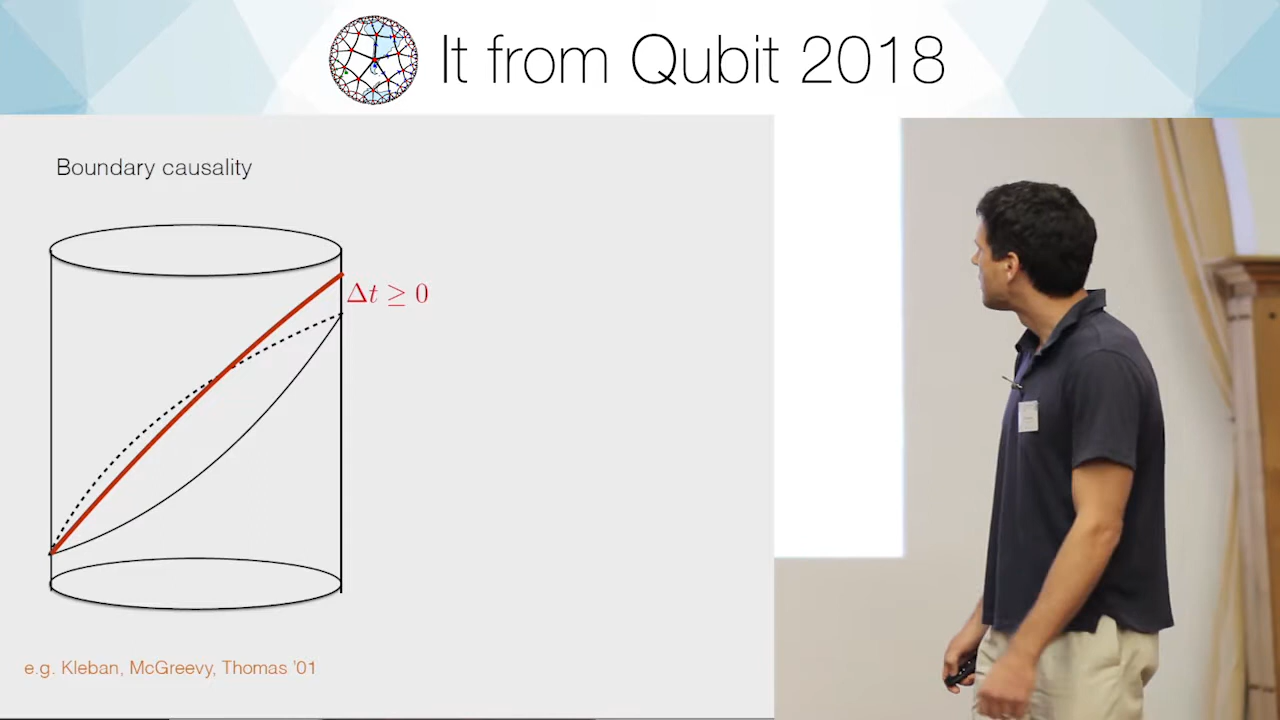 It from Qubit 2018
Boundary causality
Δt ≥ 0
e.g. Kleban, McGreevy, Thomas '01